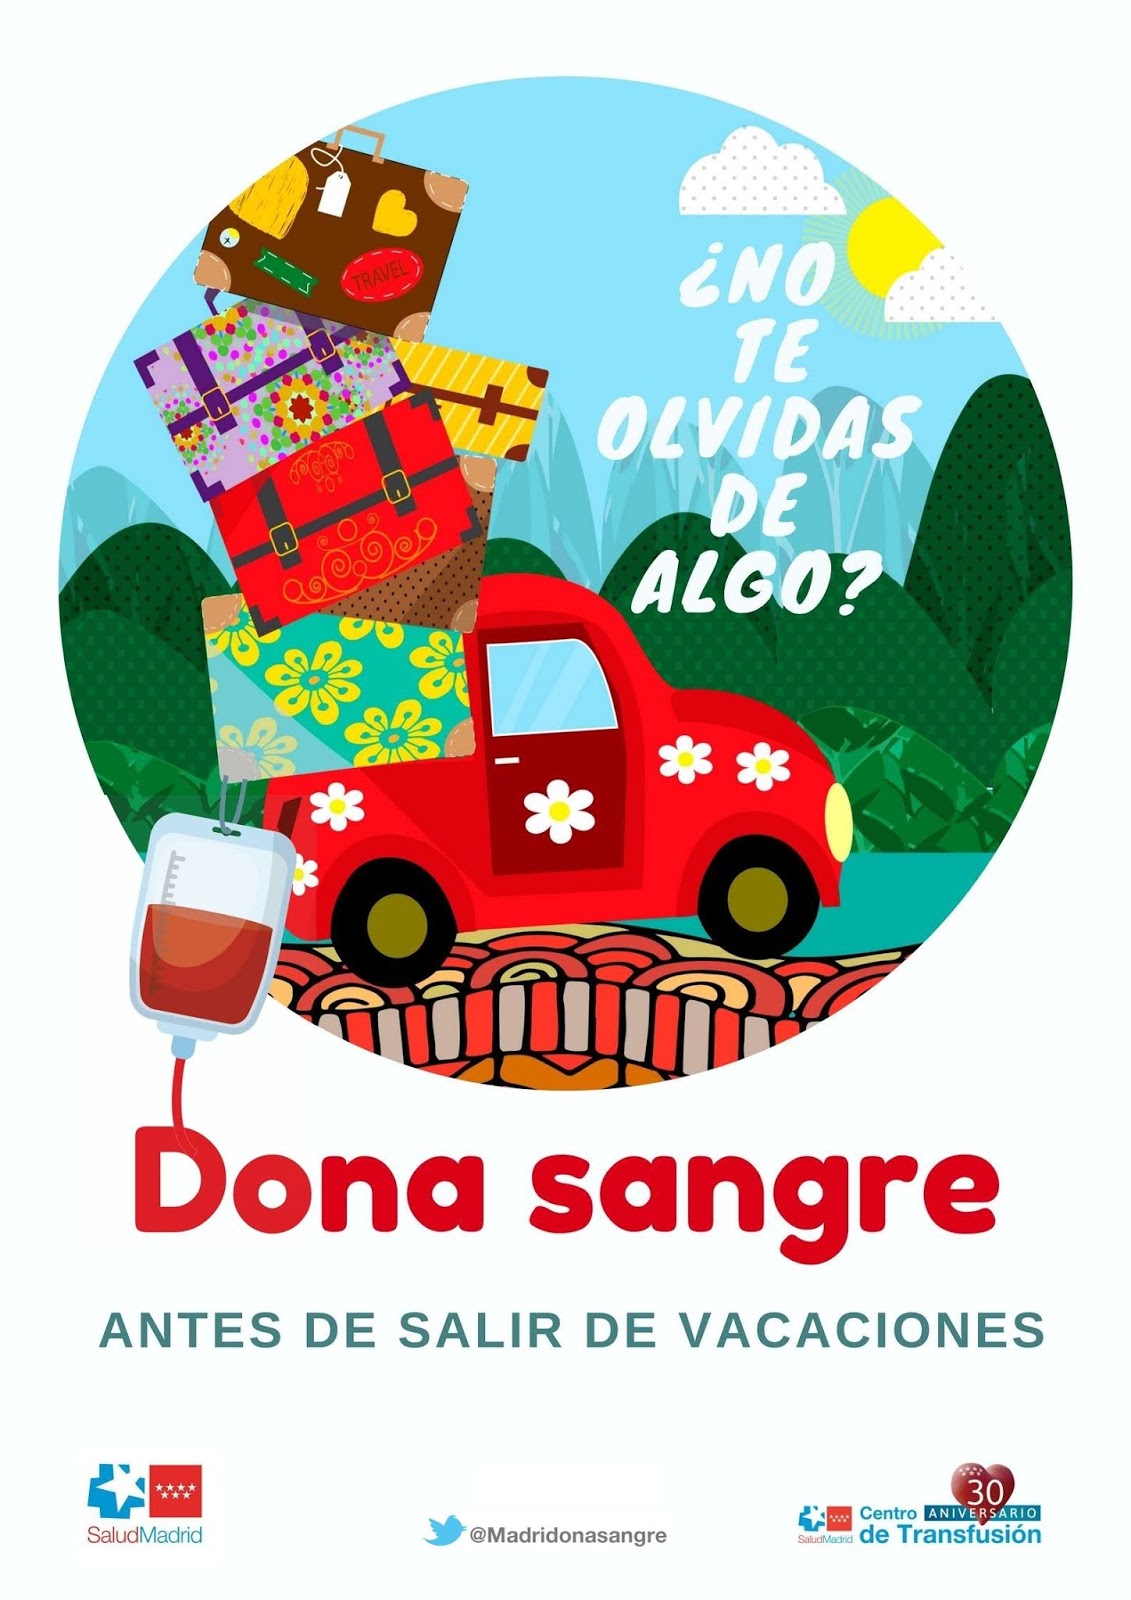 TRAVEL
¿NO
TE
OLVIDAS
DE
ALGO?
Dona sangre
ANTES DE SALIR DE VACACIONES
SaludMadrid
@Madridonasangre
SaludMadrid
Centro
de Transfusión
30
ANIVERSARIO